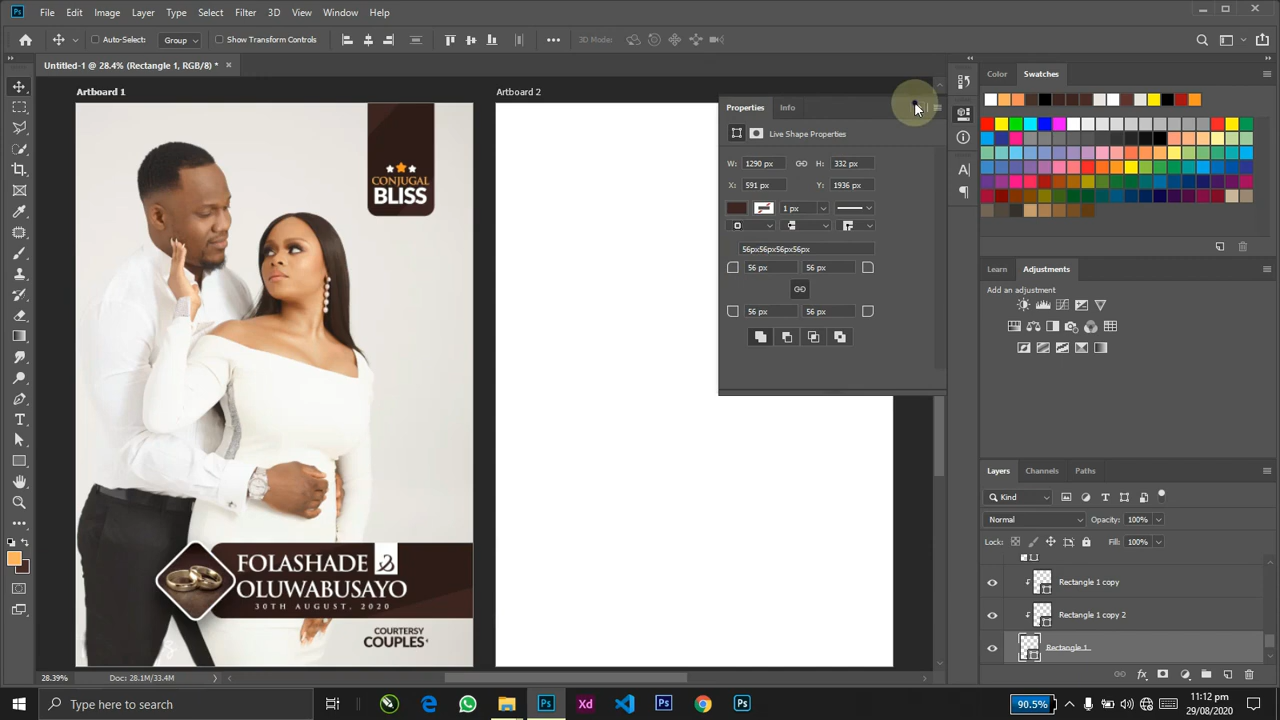 Ps File Edit Image Layer Type Select Filter 3D View Window Help
Auto-Select: Group Show Transform Controls ••• 3D Mode:
Untitled-1 @ 28.4% (Rectangle 1, RGB/8) * ×
Artboard 1 Artboard 2
CONJUGAL
BLISS
FOLASHADE &
OLUWABUSAYO
30TH AUGUST, 2020
COURTERSY
COUPLES
Properties Info
Live Shape Properties
W: 1290 px H: 332 px
X: 591 px Y: 1936 px
1 px
56px56px56px56px
56 px 56 px
56 px 56 px
Color Swatches
Learn Adjustments
Add an adjustment
Layers Channels Paths
Kind
Normal Opacity: 100%
Lock: Fill: 100%
Rectangle 1 copy
Rectangle 1 copy 2
Rectangle 1
28.39% Doc: 28.1M/33.4M
Type here to search
Xd Ps Ps
90.5%
11:12 pm
29/08/2020